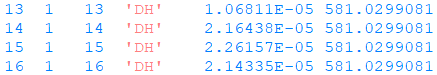 13 1 13 'DH' 1.06811E-05 581.0299081
14 1 14 'DH' 2.16438E-05 581.0299081
15 1 15 'DH' 2.26157E-05 581.0299081
16 1 16 'DH' 2.14335E-05 581.0299081